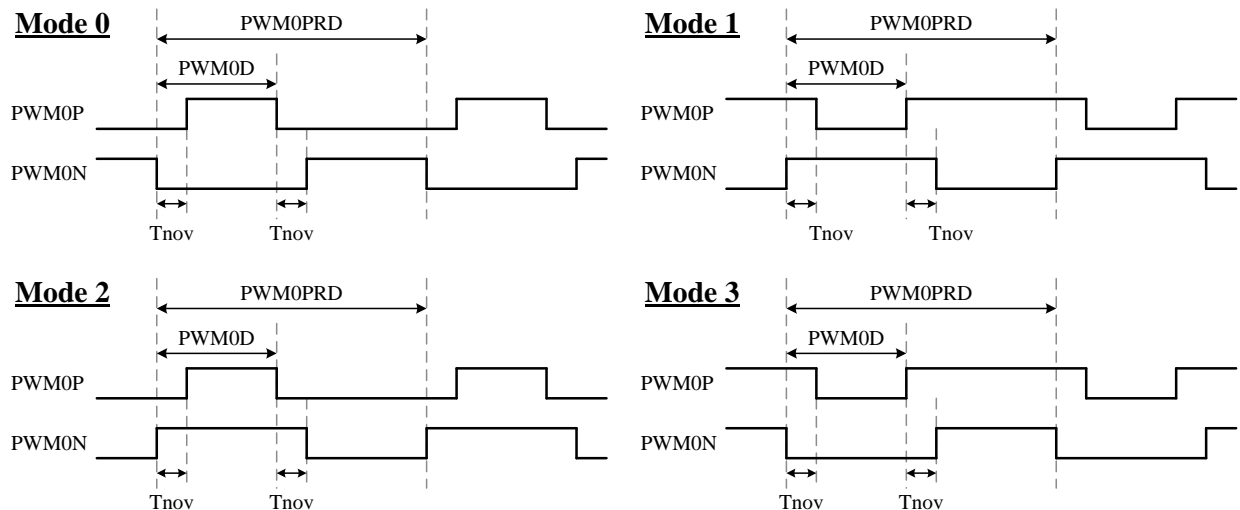 Mode 0
PWM0PRD
PWM0D
PWM0P
PWM0N
Tnov
Tnov
Mode 1
PWM0PRD
PWM0D
PWM0P
PWM0N
Tnov
Tnov
Mode 2
PWM0PRD
PWM0D
PWM0P
PWM0N
Tnov
Tnov
Mode 3
PWM0PRD
PWM0D
PWM0P
PWM0N
Tnov
Tnov